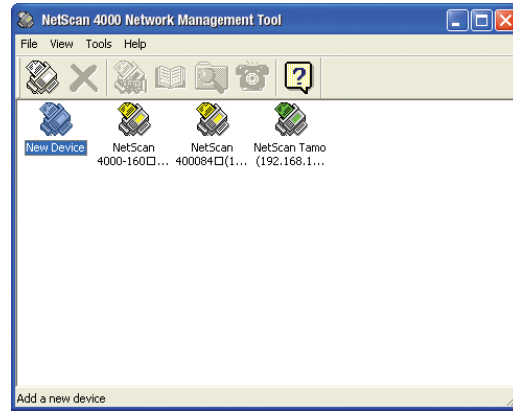 NetScan 4000 Network Management Tool
File View Tools Help
New Device
NetScan
4000-160□...
NetScan
400084□(1...
NetScan Tamo
(192.168.1...
Add a new device